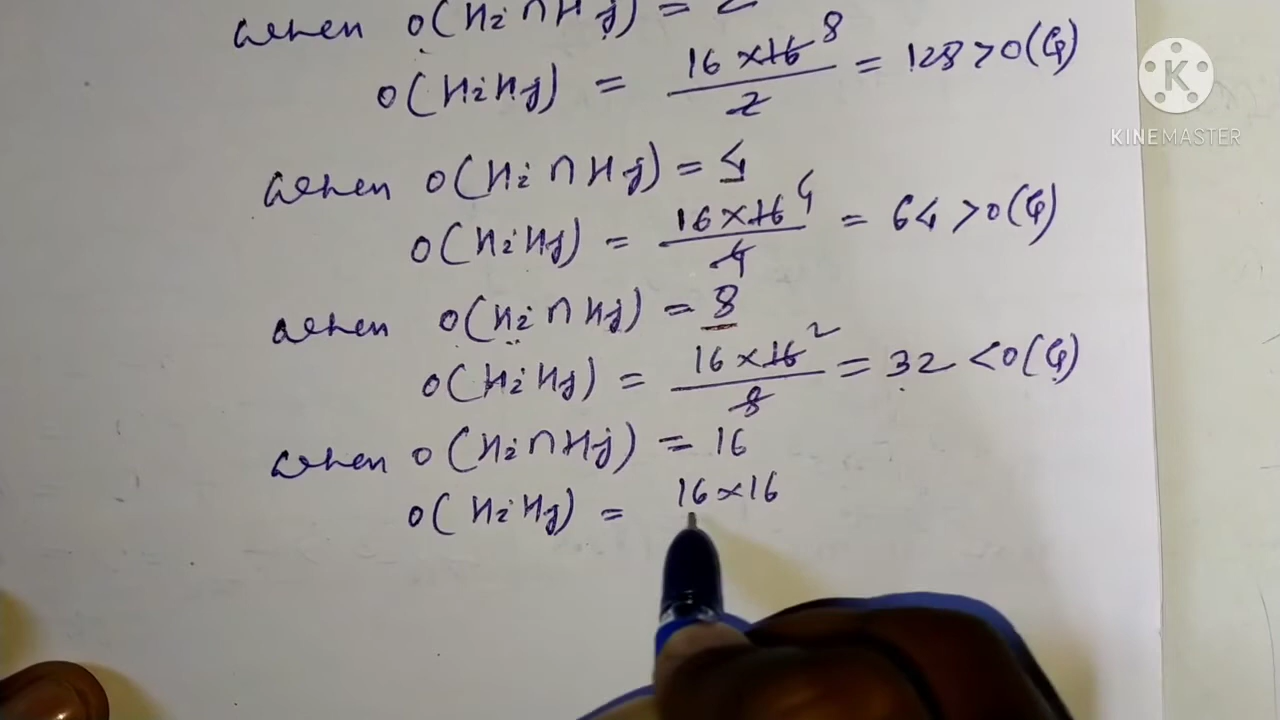 when o(Hi∩Hj) = 2
o(HiHj) = 16×16 8 / 2 = 128 > o(G)
when o(Hi∩Hj) = 4
o(HiHj) = 16×16 4 / 4 = 64 > o(G)
when o(Hi∩Hj) = 8
o(HiHj) = 16×16 2 / 8 = 32 < o(G)
when o(Hi∩Hj) = 16
o(HiHj) = 16×16
K
KINEMASTER